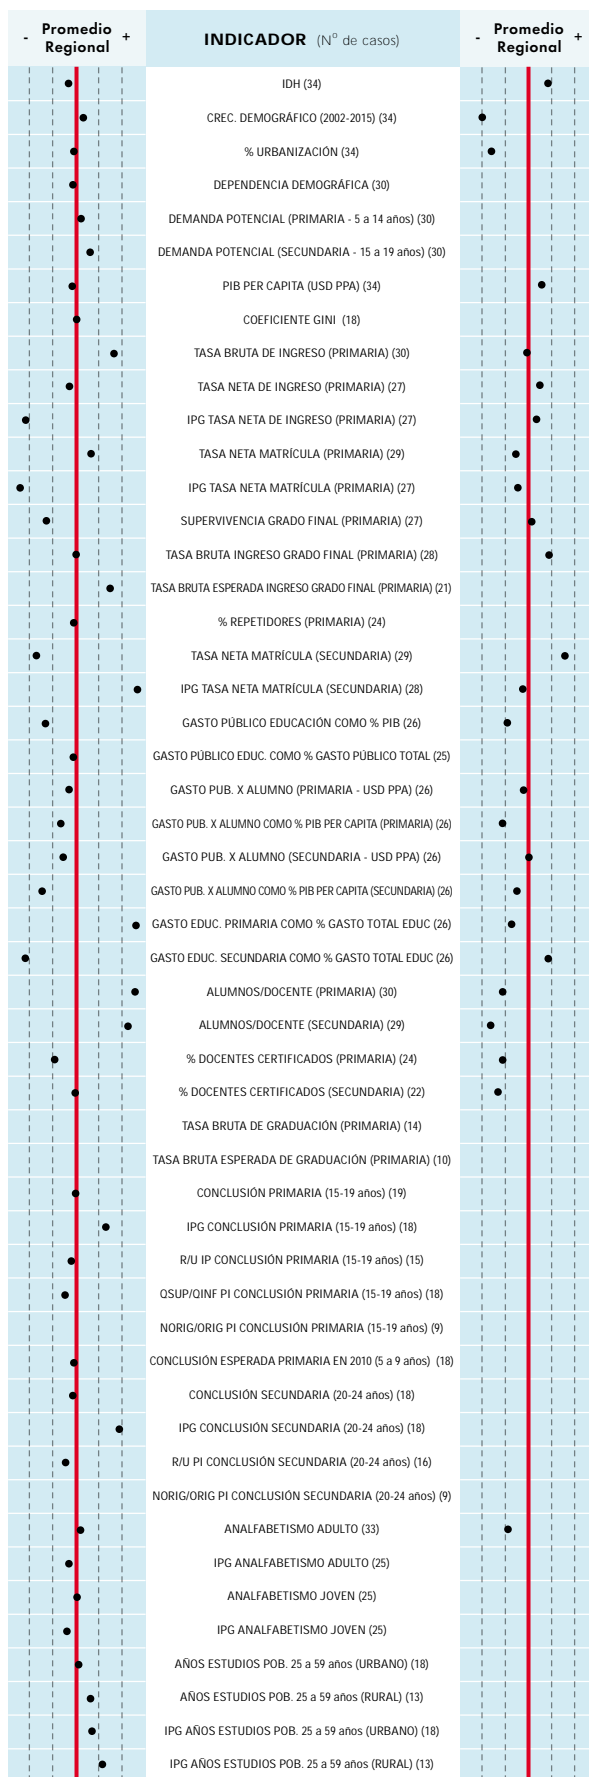 - Promedio Regional +
INDICADOR (Nº de casos)
- Promedio Regional +
IDH (34)
CREC. DEMOGRÁFICO (2002-2015) (34)
% URBANIZACIÓN (34)
DEPENDENCIA DEMOGRÁFICA (30)
DEMANDA POTENCIAL (PRIMARIA - 5 a 14 años) (30)
DEMANDA POTENCIAL (SECUNDARIA - 15 a 19 años) (30)
PIB PER CAPITA (USD PPA) (34)
COEFICIENTE GINI (18)
TASA BRUTA DE INGRESO (PRIMARIA) (30)
TASA NETA DE INGRESO (PRIMARIA) (27)
IPG TASA NETA DE INGRESO (PRIMARIA) (27)
TASA NETA MATRÍCULA (PRIMARIA) (29)
IPG TASA NETA MATRÍCULA (PRIMARIA) (27)
SUPERVIVENCIA GRADO FINAL (PRIMARIA) (27)
TASA BRUTA INGRESO GRADO FINAL (PRIMARIA) (28)
TASA BRUTA ESPERADA INGRESO GRADO FINAL (PRIMARIA) (21)
% REPETIDORES (PRIMARIA) (24)
TASA NETA MATRÍCULA (SECUNDARIA) (29)
IPG TASA NETA MATRÍCULA (SECUNDARIA) (28)
GASTO PÚBLICO EDUCACIÓN COMO % PIB (26)
GASTO PÚBLICO EDUC. COMO % GASTO PÚBLICO TOTAL (25)
GASTO PUB. X ALUMNO (PRIMARIA - USD PPA) (26)
GASTO PUB. X ALUMNO COMO % PIB PER CAPITA (PRIMARIA) (26)
GASTO PUB. X ALUMNO (SECUNDARIA - USD PPA) (26)
GASTO PUB. X ALUMNO COMO % PIB PER CAPITA (SECUNDARIA) (26)
GASTO EDUC. PRIMARIA COMO % GASTO TOTAL EDUC (26)
GASTO EDUC. SECUNDARIA COMO % GASTO TOTAL EDUC (26)
ALUMNOS/DOCENTE (PRIMARIA) (30)
ALUMNOS/DOCENTE (SECUNDARIA) (29)
% DOCENTES CERTIFICADOS (PRIMARIA) (24)
% DOCENTES CERTIFICADOS (SECUNDARIA) (22)
TASA BRUTA DE GRADUACIÓN (PRIMARIA) (14)
TASA BRUTA ESPERADA DE GRADUACIÓN (PRIMARIA) (10)
CONCLUSIÓN PRIMARIA (15-19 años) (19)
IPG CONCLUSIÓN PRIMARIA (15-19 años) (18)
R/U IP CONCLUSIÓN PRIMARIA (15-19 años) (15)
QSUP/QINF PI CONCLUSIÓN PRIMARIA (15-19 años) (18)
NORIG/ORIG PI CONCLUSIÓN PRIMARIA (15-19 años) (9)
CONCLUSIÓN ESPERADA PRIMARIA EN 2010 (5 a 9 años) (18)
CONCLUSIÓN SECUNDARIA (20-24 años) (18)
IPG CONCLUSIÓN SECUNDARIA (20-24 años) (18)
R/U PI CONCLUSIÓN SECUNDARIA (20-24 años) (16)
NORIG/ORIG PI CONCLUSIÓN SECUNDARIA (20-24 años) (9)
ANALFABETISMO ADULTO (33)
IPG ANALFABETISMO ADULTO (25)
ANALFABETISMO JOVEN (25)
IPG ANALFABETISMO JOVEN (25)
AÑOS ESTUDIOS POB. 25 a 59 años (URBANO) (18)
AÑOS ESTUDIOS POB. 25 a 59 años (RURAL) (13)
IPG AÑOS ESTUDIOS POB. 25 a 59 años (URBANO) (18)
IPG AÑOS ESTUDIOS POB. 25 a 59 años (RURAL) (13)